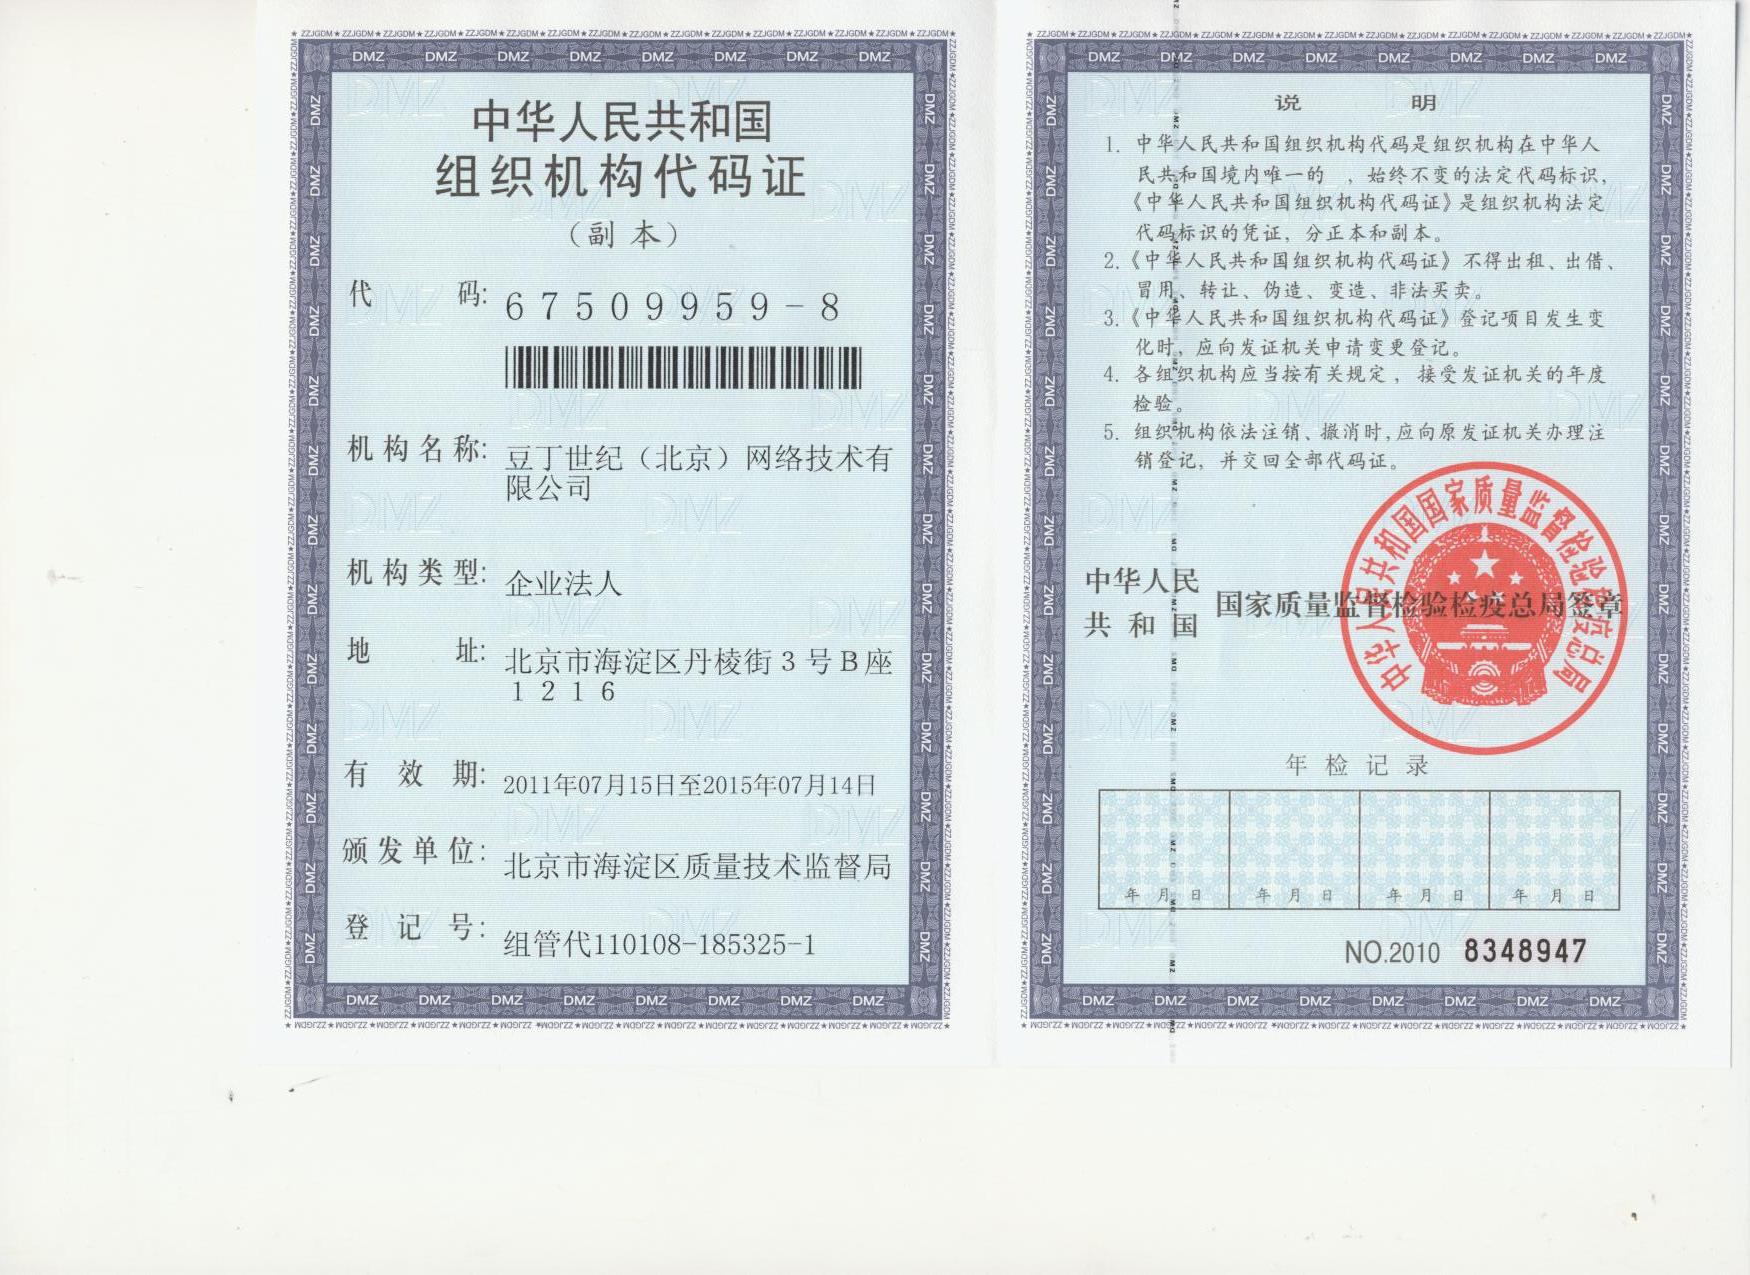 中华人民共和国
组织机构代码证
（副 本）
代 码: 67509959-8
机构名称: 豆丁世纪（北京）网络技术有
限公司
机构类型: 企业法人
地 址: 北京市海淀区丹棱街3号B座
1216
有 效 期: 2011年07月15日至2015年07月14日
颁发单位: 北京市海淀区质量技术监督局
登 记 号: 组管代110108-185325-1
说 明
1. 中华人民共和国组织机构代码是组织机构在中华人
民共和国境内唯一的 、始终不变的法定代码标识，
《中华人民共和国组织机构代码证》是组织机构法定
代码标识的凭证，分正本和副本。
2.《中华人民共和国组织机构代码证》不得出租、出借、
冒用、转让、伪造、变造、非法买卖。
3.《中华人民共和国组织机构代码证》登记项目发生变
化时，应向发证机关申请变更登记。
4. 各组织机构应当按有关规定，接受发证机关的年度
检验。
5. 组织机构依法注销、撤消时,应向原发证机关办理注
销登记，并交回全部代码证。
中华人民共和国国家质量监督检验检疫总局
中华人民
共和国 国家质量监督检验检疫总局签章
年检记录
年 月 日 年 月 日 年 月 日 年 月 日
NO.2010 8348947